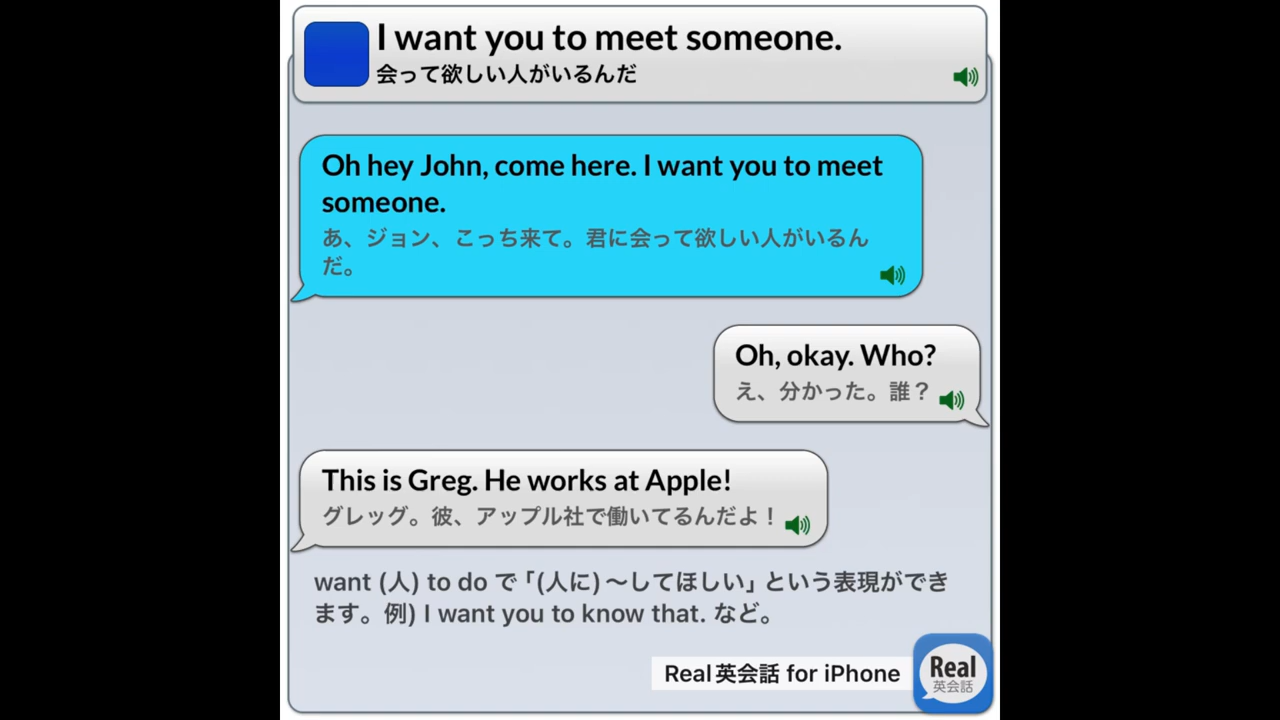 I want you to meet someone.
会って欲しい人がいるんだ
Oh hey John, come here. I want you to meet
someone.
あ、ジョン、こっち来て。君に会って欲しい人がいるん
だ。
Oh, okay. Who?
え、分かった。誰？
This is Greg. He works at Apple!
グレッグ。彼、アップル社で働いてるんだよ！
want (人) to do で「(人に) 〜してほしい」という表現ができ
ます。例) I want you to know that. など。
Real英会話 for iPhone
Real
英会話